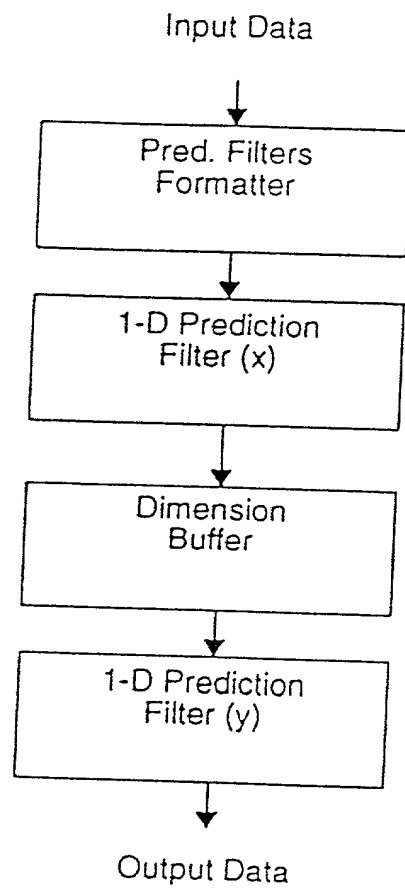 Input Data
Pred. Filters
Formatter
1-D Prediction
Filter (x)
Dimension
Buffer
1-D Prediction
Filter (y)
Output Data